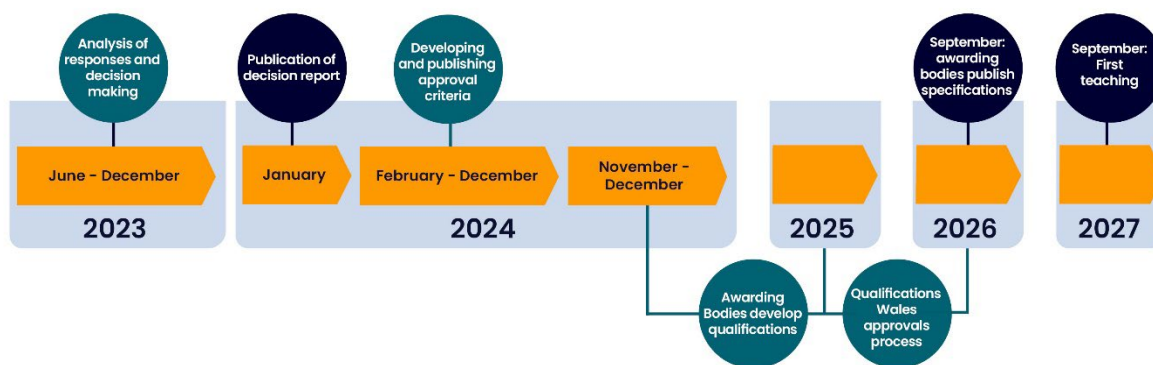 Analysis of
responses and
decision
making
Publication of
decision report
Developing
and publishing
approval
criteria
September:
awarding
bodies publish
specifications
September:
First
teaching
June - December
January
February - December
November -
December
2023
2024
2025
2026
2027
Awarding
Bodies develop
qualifications
Qualifications
Wales
approvals
process